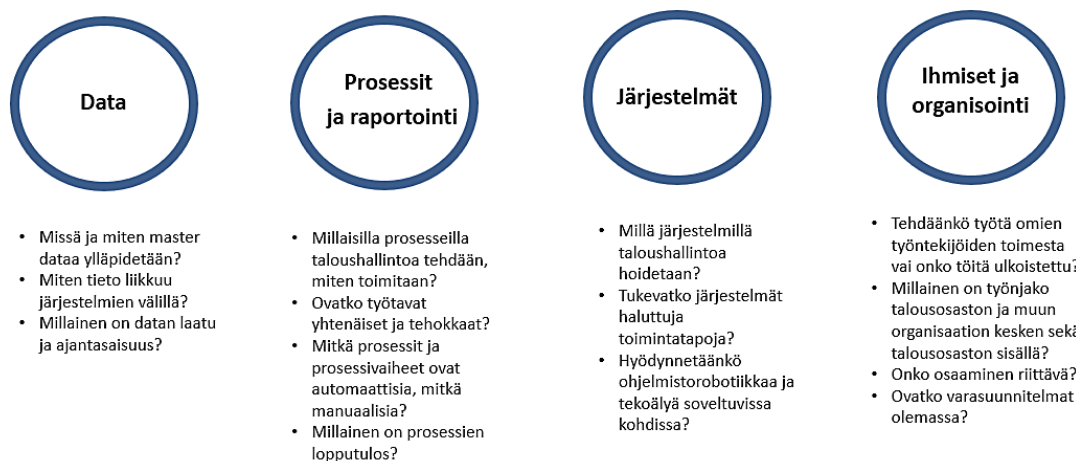 Data
• Missä ja miten master
dataa ylläpidetään?
• Miten tieto liikkuu
järjestelmien välillä?
• Millainen on datan laatu
ja ajantasaisuus?
Prosessit
ja raportointi
• Millaisilla prosesseilla
taloushallintoa tehdään,
miten toimitaan?
• Ovatko työtavat
yhtenäiset ja tehokkaat?
• Mitkä prosessit ja
prosessivaiheet ovat
automaattisia, mitkä
manuaalisia?
• Millainen on prosessien
lopputulos?
Järjestelmät
• Millä järjestelmillä
taloushallintoa
hoidetaan?
• Tukevatko järjestelmät
haluttuja
toimintatapoja?
• Hyödynnetäänkö
ohjelmistorobotiikkaa ja
tekoälyä soveltuvissa
kohdissa?
Ihmiset ja
organisointi
• Tehdäänkö työtä omien
työntekijöiden toimesta
vai onko töitä ulkoistettu?
• Millainen on työnjako
talousosaston ja muun
organisaation kesken sekä
talousosaston sisällä?
• Onko osaaminen riittävä?
• Ovatko varasuunnitelmat
olemassa?